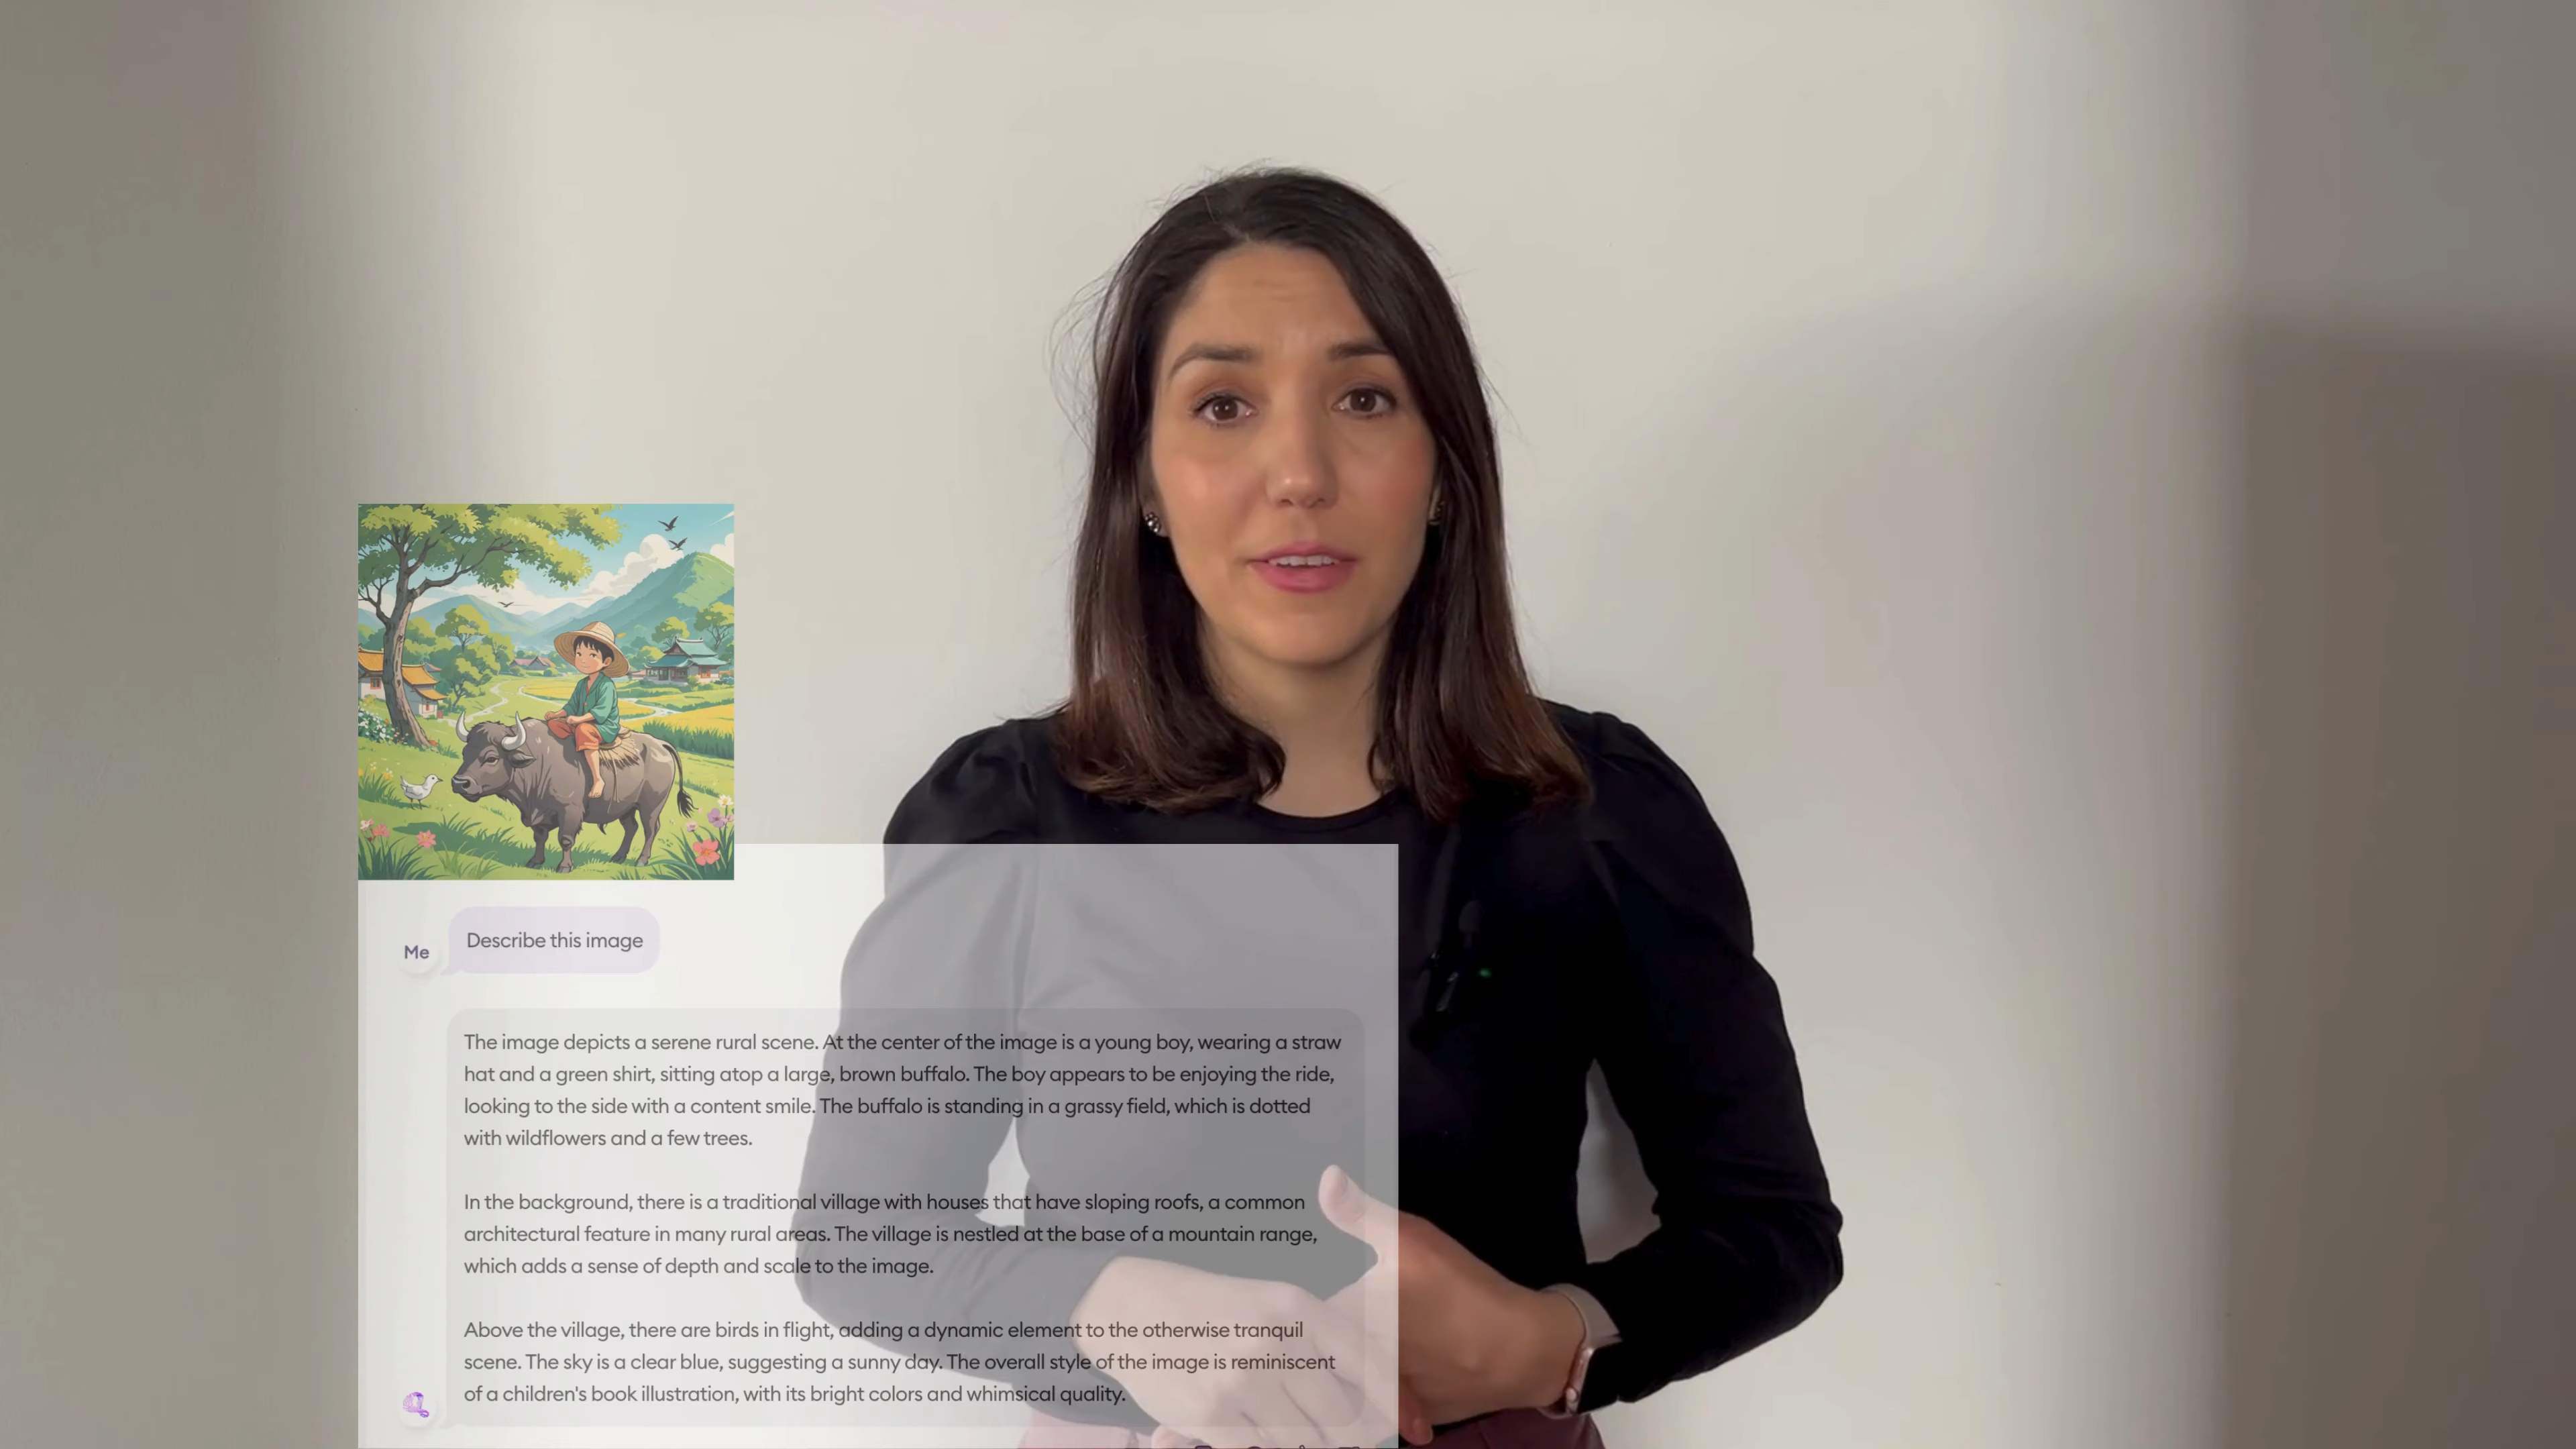 Describe this image
Me
The image depicts a serene rural scene. At the center of the image is a young boy, wearing a straw
hat and a green shirt, sitting atop a large, brown buffalo. The boy appears to be enjoying the ride,
looking to the side with a content smile. The buffalo is standing in a grassy field, which is dotted
with wildflowers and a few trees.
In the background, there is a traditional village with houses that have sloping roofs, a common
architectural feature in many rural areas. The village is nestled at the base of a mountain range,
which adds a sense of depth and scale to the image.
Above the village, there are birds in flight, adding a dynamic element to the otherwise tranquil
scene. The sky is a clear blue, suggesting a sunny day. The overall style of the image is reminiscent
of a children's book illustration, with its bright colors and whimsical quality.